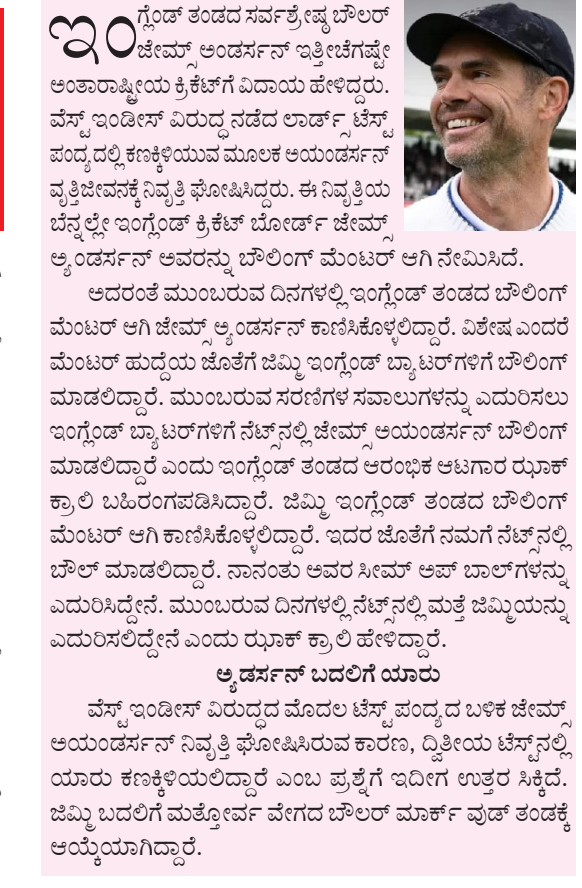 ಇಂಗ್ಲೆಂಡ್ ತಂಡದ ಸರ್ವಶ್ರೇಷ್ಠ ಬೌಲರ್
ಜೇಮ್ಸ್ ಅಂಡರ್ಸನ್ ಇತ್ತೀಚೆಗಷ್ಟೇ
ಅಂತಾರಾಷ್ಟ್ರೀಯ ಕ್ರಿಕೆಟ್‌ಗೆ ವಿದಾಯ ಹೇಳಿದ್ದರು.
ವೆಸ್ಟ್ ಇಂಡೀಸ್ ವಿರುದ್ಧ ನಡೆದ ಲಾರ್ಡ್ಸ್ ಟೆಸ್ಟ್
ಪಂದ್ಯದಲ್ಲಿ ಕಣಕ್ಕಿಳಿಯುವ ಮೂಲಕ ಅಯಂಡರ್ಸನ್
ವೃತ್ತಿಜೀವನಕ್ಕೆ ನಿವೃತ್ತಿ ಘೋಷಿಸಿದ್ದರು. ಈ ನಿವೃತ್ತಿಯ
ಬೆನ್ನಲ್ಲೇ ಇಂಗ್ಲೆಂಡ್ ಕ್ರಿಕೆಟ್ ಬೋರ್ಡ್ ಜೇಮ್ಸ್
ಅ್ಯಂಡರ್ಸನ್ ಅವರನ್ನು ಬೌಲಿಂಗ್ ಮೆಂಟರ್ ಆಗಿ ನೇಮಿಸಿದೆ.
ಅದರಂತೆ ಮುಂಬರುವ ದಿನಗಳಲ್ಲಿ ಇಂಗ್ಲೆಂಡ್ ತಂಡದ ಬೌಲಿಂಗ್
ಮೆಂಟರ್ ಆಗಿ ಜೇಮ್ಸ್ ಅ್ಯಂಡರ್ಸನ್ ಕಾಣಿಸಿಕೊಳ್ಳಲಿದ್ದಾರೆ. ವಿಶೇಷ ಎಂದರೆ
ಮೆಂಟರ್ ಹುದ್ದೆಯ ಜೊತೆಗೆ ಜಿಮ್ಮಿ ಇಂಗ್ಲೆಂಡ್ ಬ್ಯಾಟರ್‌ಗಳಿಗೆ ಬೌಲಿಂಗ್
ಮಾಡಲಿದ್ದಾರೆ. ಮುಂಬರುವ ಸರಣಿಗಳ ಸವಾಲುಗಳನ್ನು ಎದುರಿಸಲು
ಇಂಗ್ಲೆಂಡ್ ಬ್ಯಾಟರ್‌ಗಳಿಗೆ ನೆಟ್ಸ್‌ನಲ್ಲಿ ಜೇಮ್ಸ್ ಅಯಂಡರ್ಸನ್ ಬೌಲಿಂಗ್
ಮಾಡಲಿದ್ದಾರೆ ಎಂದು ಇಂಗ್ಲೆಂಡ್ ತಂಡದ ಆರಂಭಿಕ ಆಟಗಾರ ಝಾಕ್
ಕ್ರಾಲಿ ಬಹಿರಂಗಪಡಿಸಿದ್ದಾರೆ. ಜಿಮ್ಮಿ ಇಂಗ್ಲೆಂಡ್ ತಂಡದ ಬೌಲಿಂಗ್
ಮೆಂಟರ್ ಆಗಿ ಕಾಣಿಸಿಕೊಳ್ಳಲಿದ್ದಾರೆ. ಇದರ ಜೊತೆಗೆ ನಮಗೆ ನೆಟ್ಸ್‌ನಲ್ಲಿ
ಬೌಲ್ ಮಾಡಲಿದ್ದಾರೆ. ನಾನಂತು ಅವರ ಸೀಮ್ ಅಪ್ ಬಾಲ್‌ಗಳನ್ನು
ಎದುರಿಸಿದ್ದೇನೆ. ಮುಂಬರುವ ದಿನಗಳಲ್ಲಿ ನೆಟ್ಸ್‌ನಲ್ಲಿ ಮತ್ತೆ ಜಿಮ್ಮಿಯನ್ನು
ಎದುರಿಸಲಿದ್ದೇನೆ ಎಂದು ಝಾಕ್ ಕ್ರಾಲಿ ಹೇಳಿದ್ದಾರೆ.
ಅ್ಯಡರ್ಸನ್ ಬದಲಿಗೆ ಯಾರು
ವೆಸ್ಟ್ ಇಂಡೀಸ್ ವಿರುದ್ಧದ ಮೊದಲ ಟೆಸ್ಟ್ ಪಂದ್ಯದ ಬಳಿಕ ಜೇಮ್ಸ್
ಅಯಂಡರ್ಸನ್ ನಿವೃತ್ತಿ ಘೋಷಿಸಿರುವ ಕಾರಣ, ದ್ವಿತೀಯ ಟೆಸ್ಟ್‌ನಲ್ಲಿ
ಯಾರು ಕಣಕ್ಕಿಳಿಯಲಿದ್ದಾರೆ ಎಂಬ ಪ್ರಶ್ನೆಗೆ ಇದೀಗ ಉತ್ತರ ಸಿಕ್ಕಿದೆ.
ಜಿಮ್ಮಿ ಬದಲಿಗೆ ಮತ್ತೋರ್ವ ವೇಗದ ಬೌಲರ್ ಮಾರ್ಕ್ ವುಡ್ ತಂಡಕ್ಕೆ
ಆಯ್ಕೆಯಾಗಿದ್ದಾರೆ.